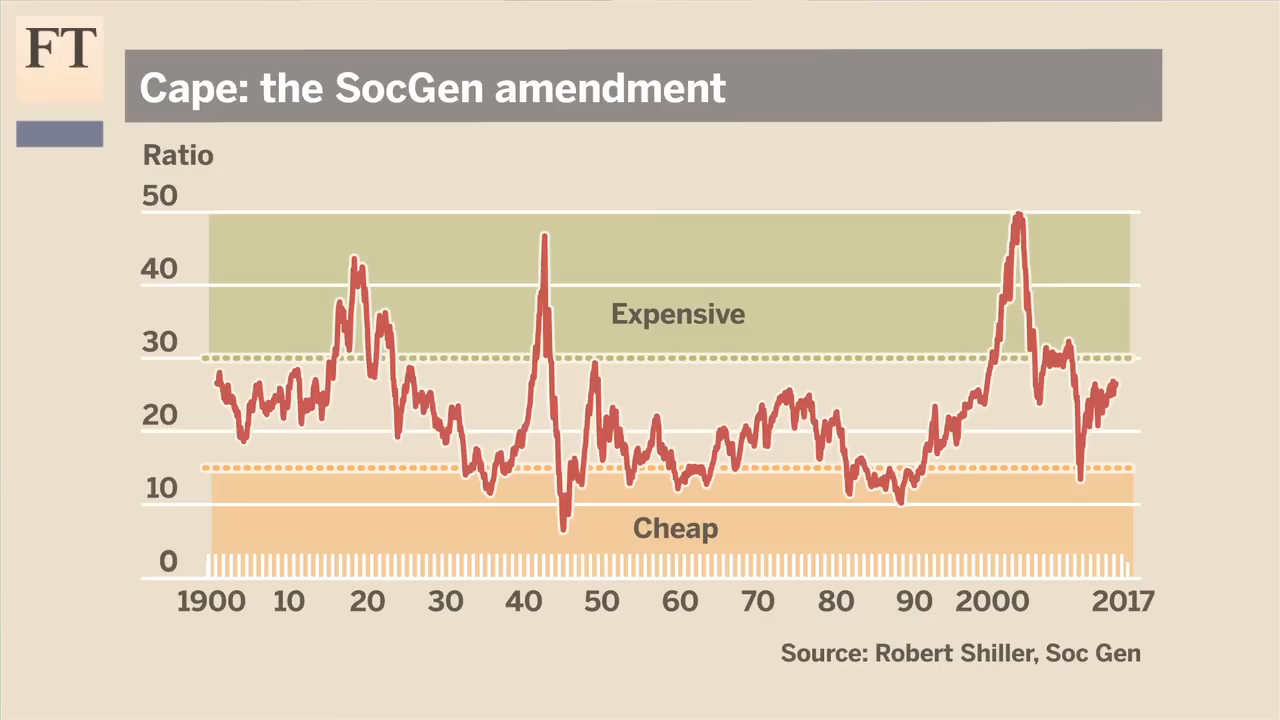 FT
Cape: the SocGen amendment
Ratio
50
40
Expensive
30
20
10
Cheap
0
1900 10 20 30 40 50 60 70 80 90 2000 2017
Source: Robert Shiller, Soc Gen